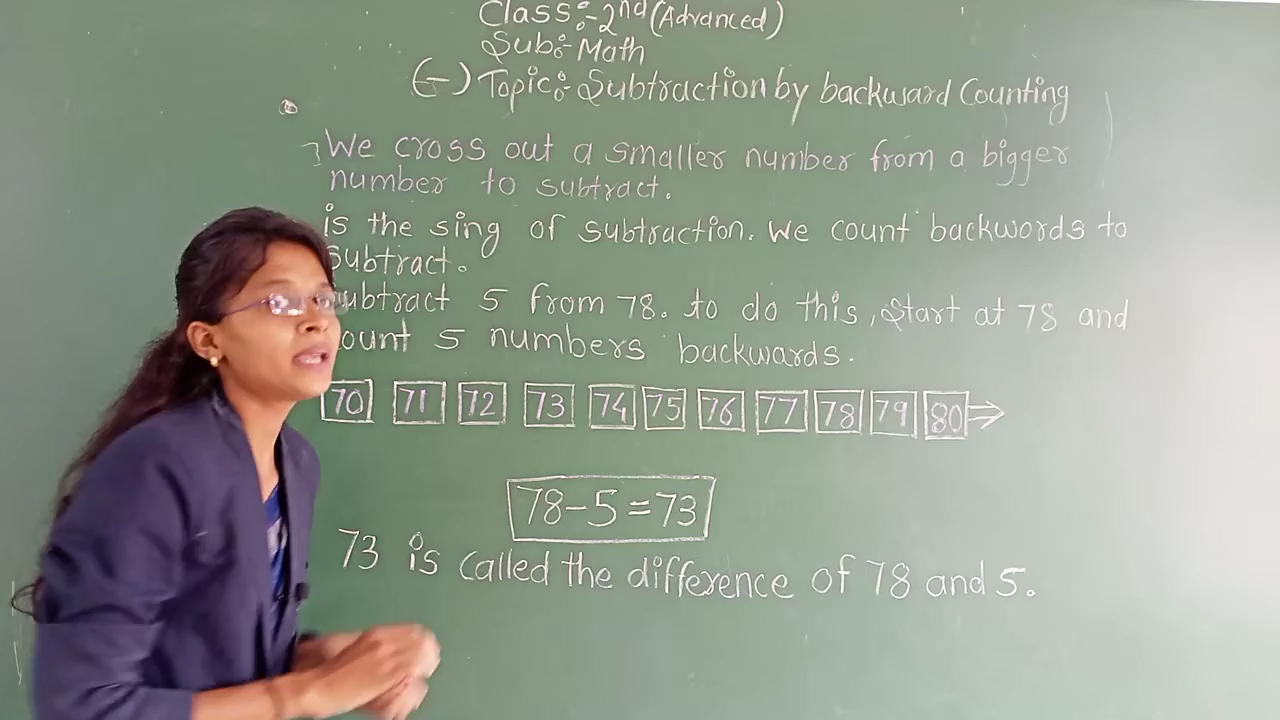 Class:-2nd (Advanced)
Sub:- Math
(-) Topic:- Subtraction by backward Counting
We cross out a smaller number from a bigger
number to subtract.
is the sing of subtraction. We count backwords to
Subtract.
ubtract 5 from 78. to do this, Start at 78 and
ount 5 numbers backwards.
70 71 72 73 74 75 76 77 78 79 80
78-5=73
73 is called the difference of 78 and 5.